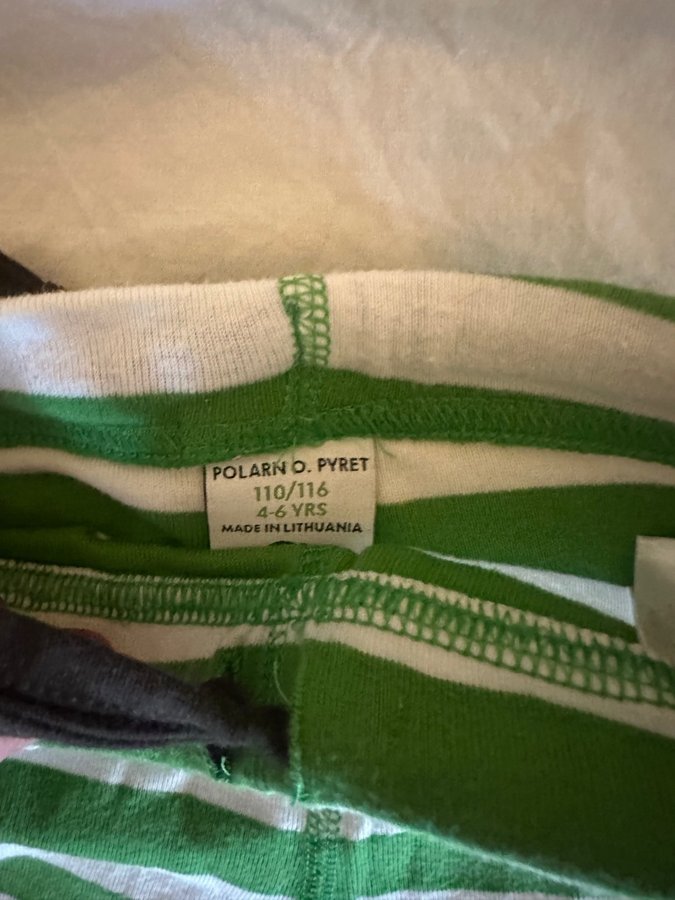 POLARN O. PYRET
110/116
4-6 YRS
MADE IN LITHUANIA